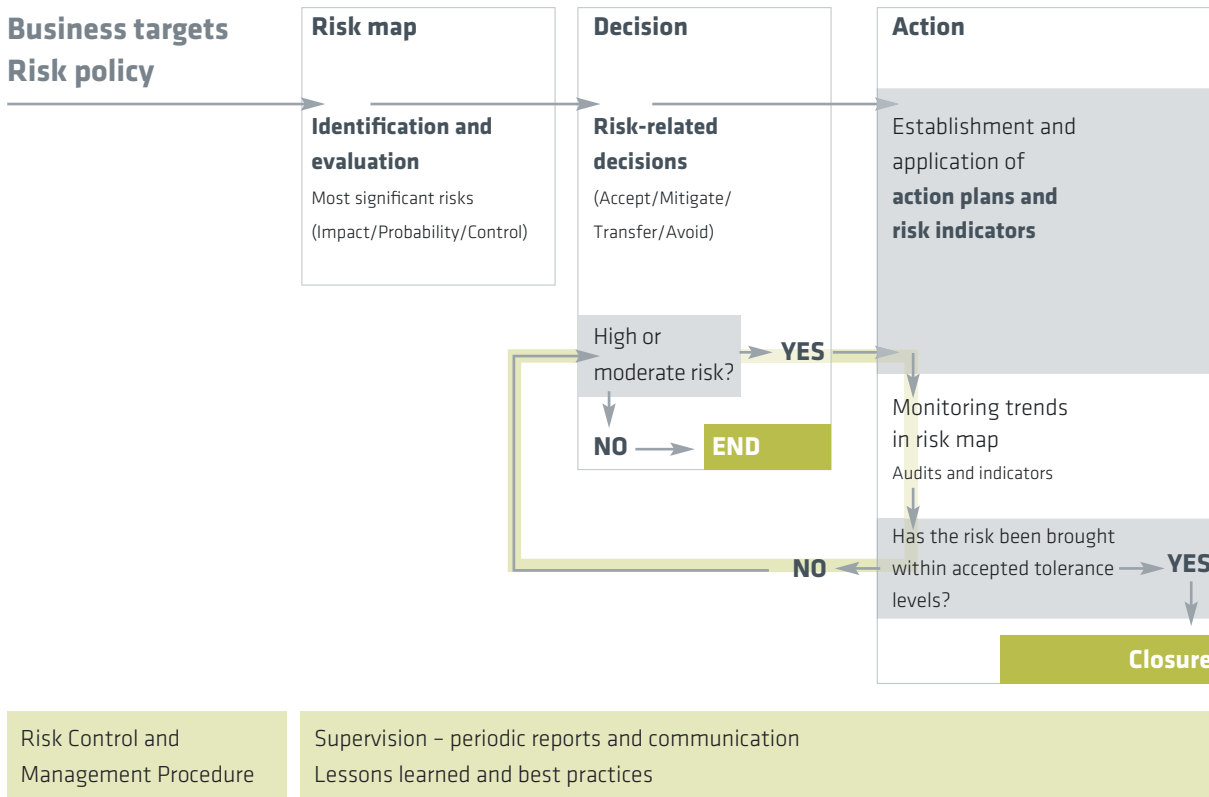 Business targets
Risk policy
Risk map
Identification and
evaluation
Most significant risks
(Impact/Probability/Control)
Decision
Risk-related
decisions
(Accept/Mitigate/
Transfer/Avoid)
High or
moderate risk?
YES
NO
END
Action
Establishment and
application of
action plans and
risk indicators
Monitoring trends
in risk map
Audits and indicators
Has the risk been brought
within accepted tolerance
levels?
NO
YES
Closure
Risk Control and
Management Procedure
Supervision – periodic reports and communication
Lessons learned and best practices